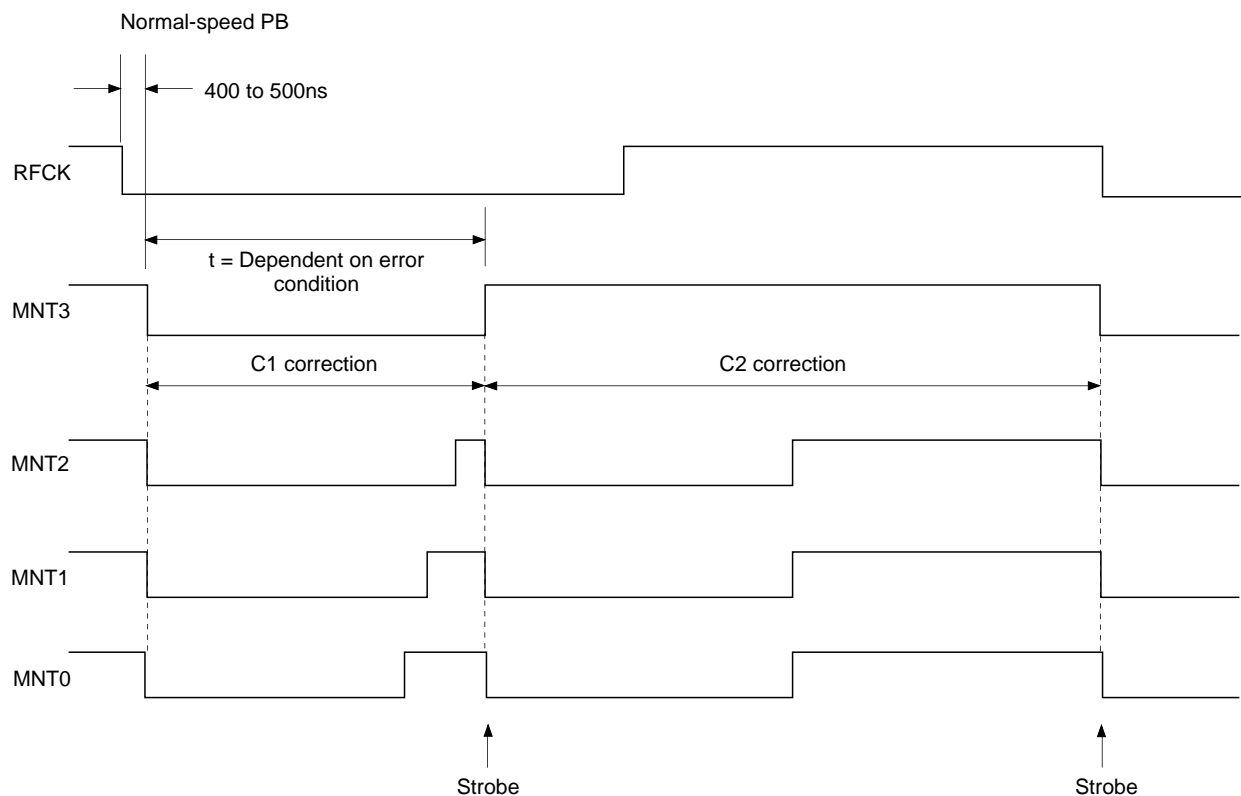 Normal-speed PB
400 to 500ns
RFCK
t = Dependent on error
condition
MNT3
C1 correction
C2 correction
MNT2
MNT1
MNT0
Strobe
Strobe